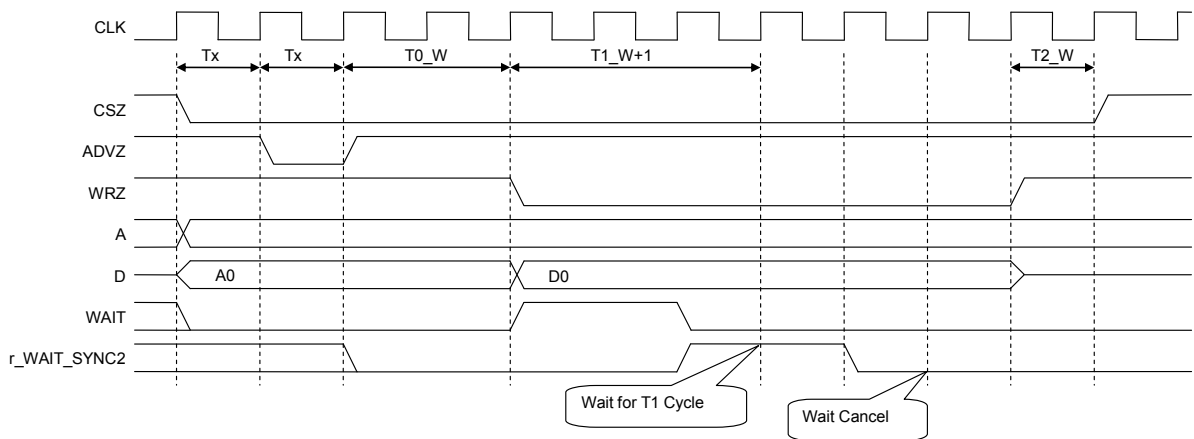 CLK
Tx Tx T0_W T1_W+1 T2_W
CSZ
ADVZ
WRZ
A
D A0 D0
WAIT
r_WAIT_SYNC2
Wait for T1 Cycle
Wait Cancel